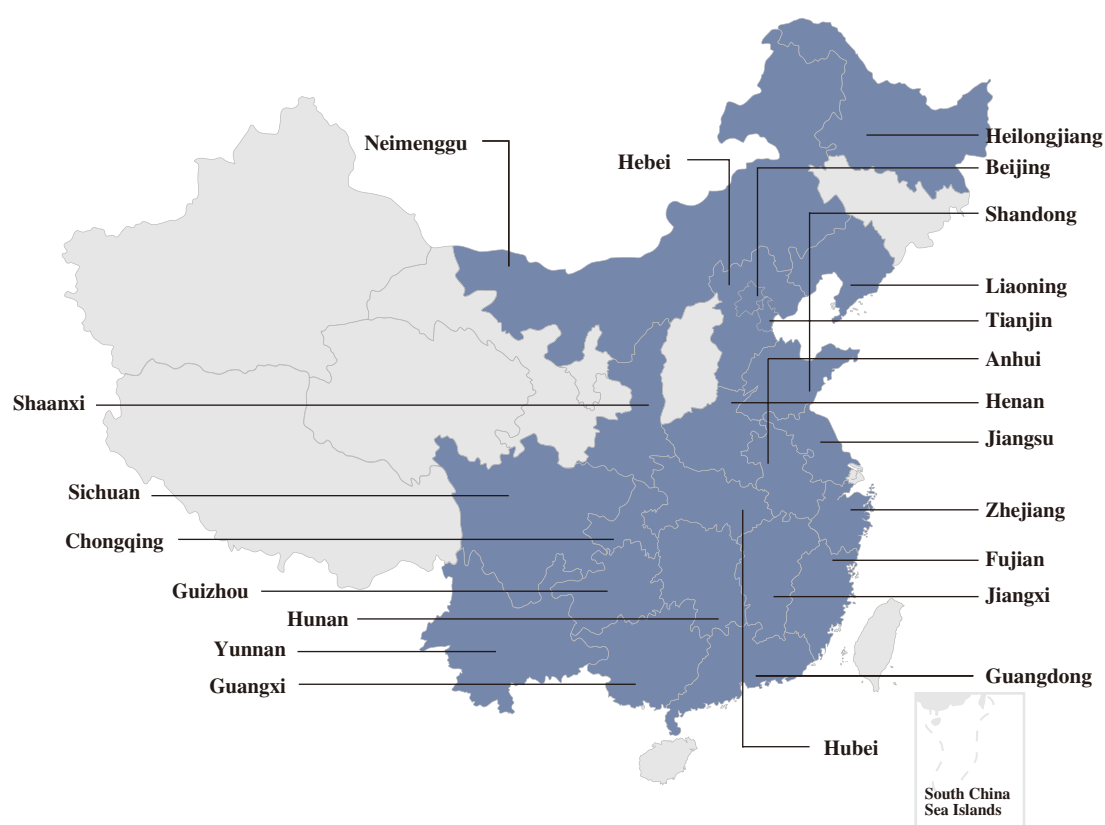 Heilongjiang
Neimenggu
Hebei
Beijing
Shandong
Liaoning
Tianjin
Anhui
Shaanxi
Henan
Jiangsu
Sichuan
Zhejiang
Chongqing
Fujian
Guizhou
Jiangxi
Hunan
Yunnan
Guangdong
Guangxi
Hubei
South China
Sea Islands